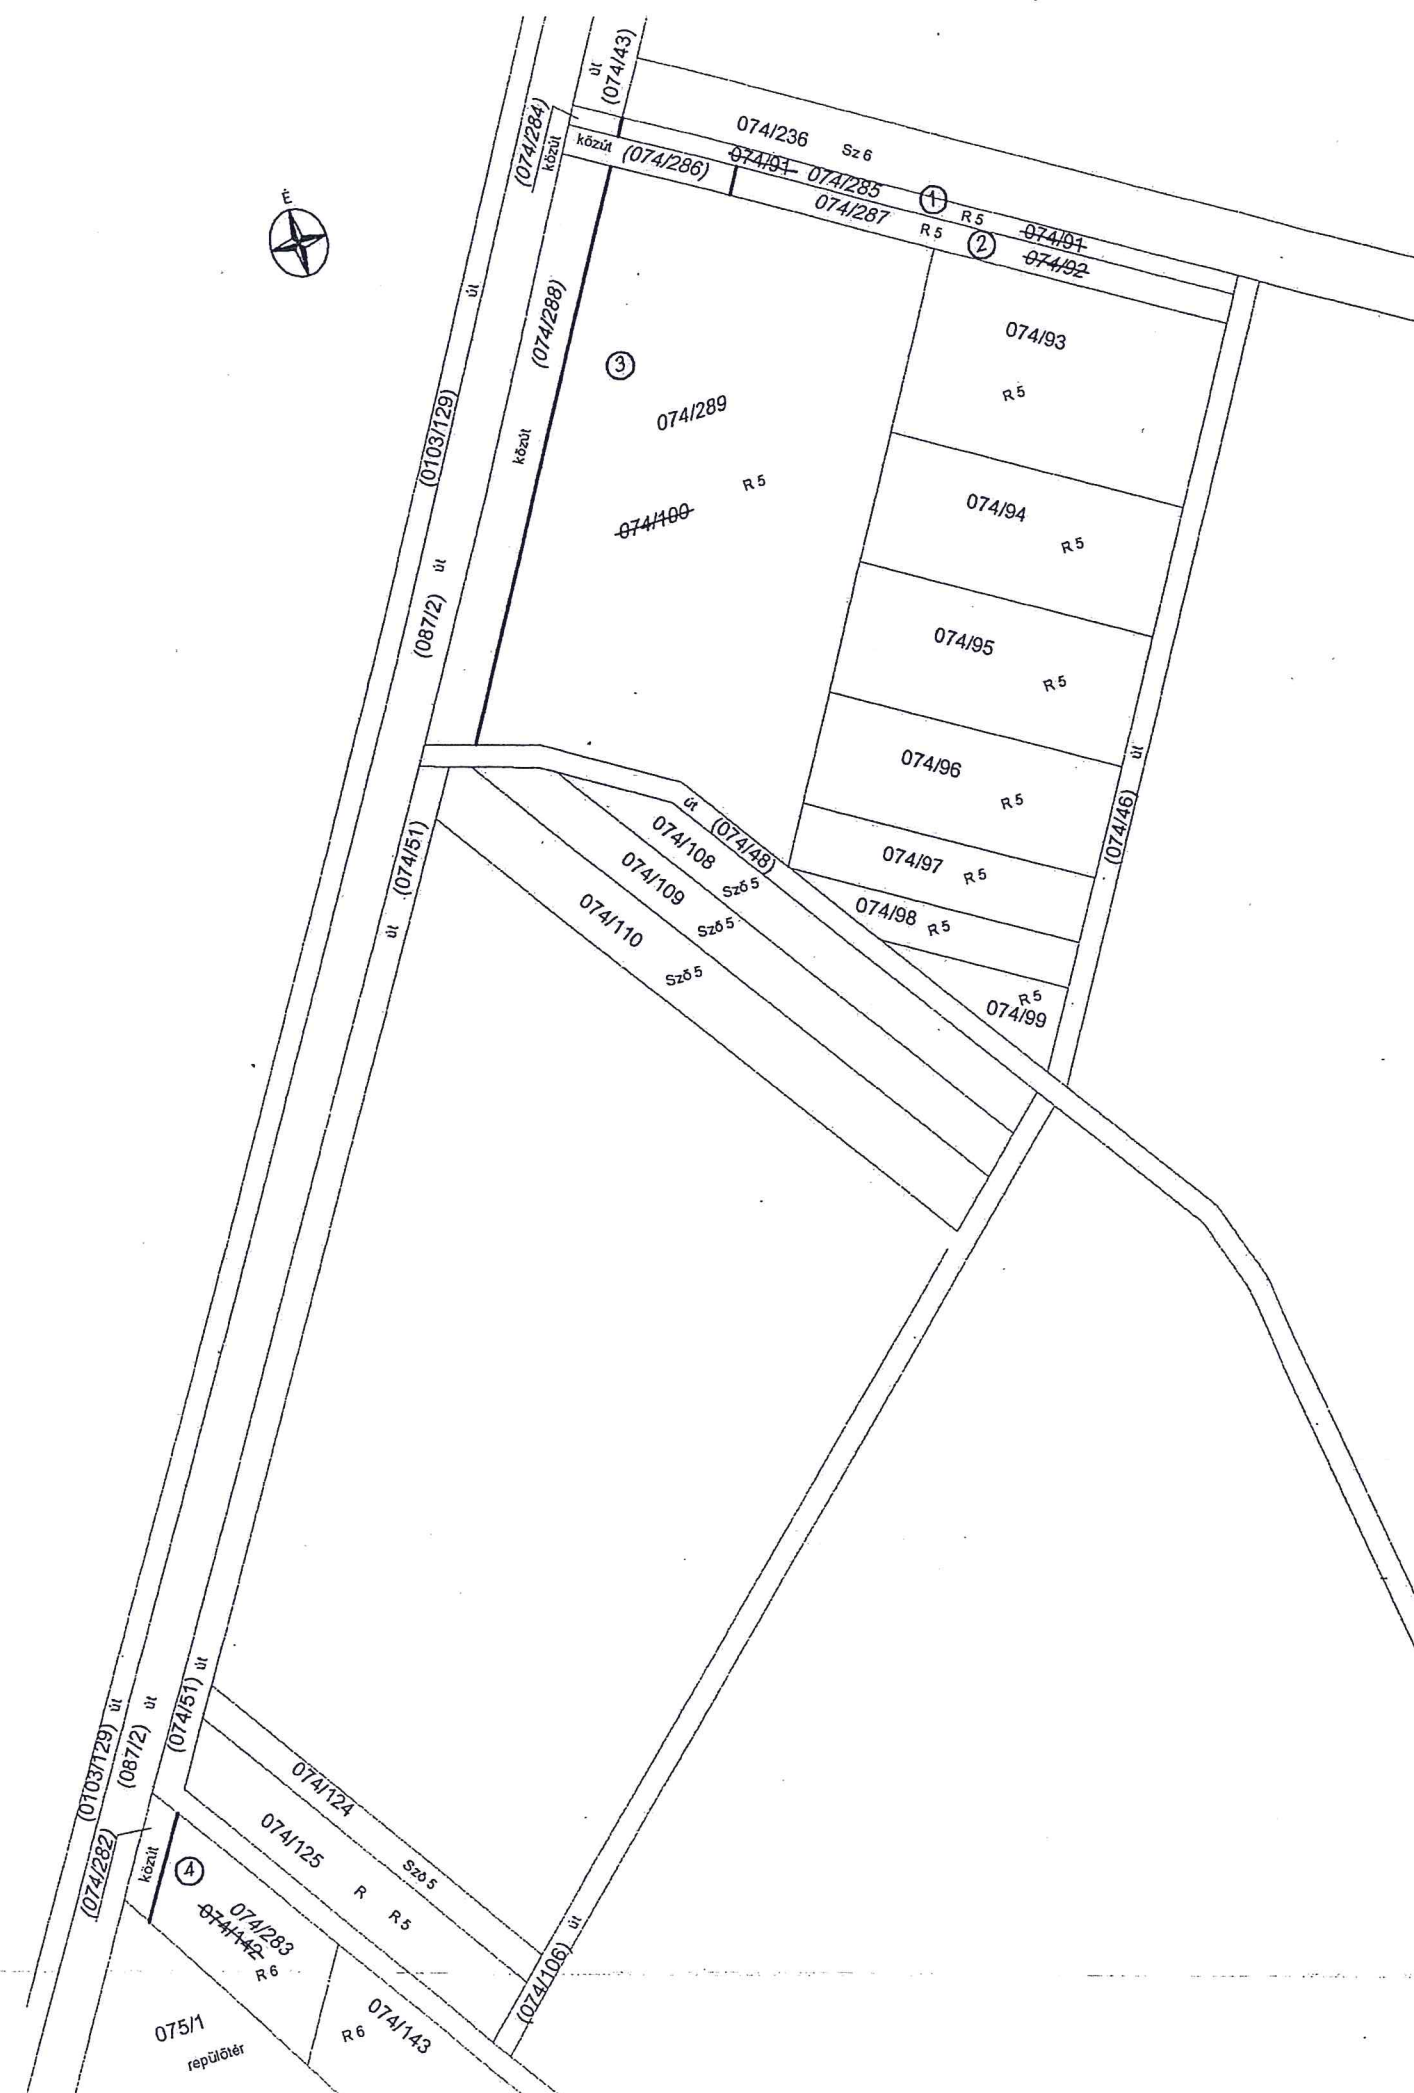 út
(074/43)
(074/284)
közút
közút (074/286)
074/236 Sz 6
074/91 074/285
1
R 5
074/91
074/287
R 5
2
074/92
É
út
(074/288)
közút
3
074/289
R 5
074/100
074/93
R 5
074/94
R 5
074/95
R 5
074/96
R 5
074/97
R 5
074/98
R 5
R 5
074/99
(0103/129)
(087/2) út
út
(074/46)
út (074/48)
074/108
Sző 5
074/109
Sző 5
074/110
Sző 5
(074/51)
út
(074/51) út
(0103/129) út
(087/2) út
074/124
Sző 5
074/125
R
R 5
(074/282)
közút
4
074/283
074/142
R 6
074/143
R 6
(074/106) út
075/1
repülőtér